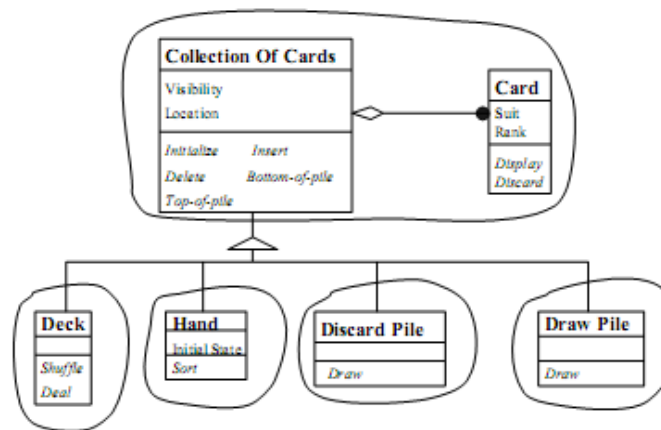 Collection Of Cards
Visibility
Location
Initialize Insert
Delete Bottom-of-pile
Top-of-pile
Card
Suit
Rank
Display
Discard
Deck
Shuffle
Deal
Hand
Initial State
Sort
Discard Pile
Draw
Draw Pile
Draw